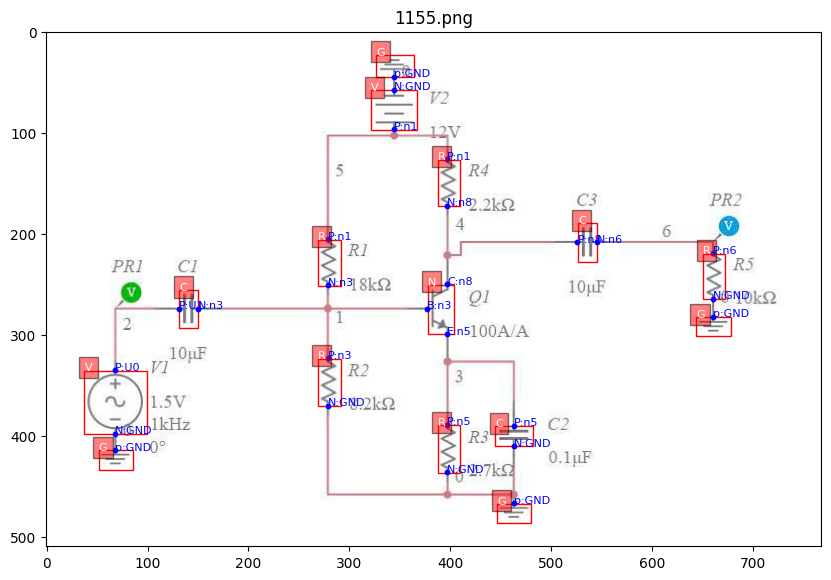 1155.png
G
p:GND
N:GND
V
V2
P:n1
12V
R
P:n1
R4
5
N:n8
2.2kΩ
C3
PR2
C
4
6
V
R
P:n1
P:n8
N:n6
R
P:n6
R1
R5
PR1
C1
N
C:n8
V
C
N:n3
18kΩ
Q1
10μF
N:GND
10kΩ
P:U0
N:n3
B:n3
G
p:GND
2
1
E:n5
100A/A
10μF
R
P:n3
V
P:U0
V1
R2
3
1.5V
N:GND
8.2kΩ
1kHz
R
P:n5
C
P:n5
C2
N:GND
R3
G
p:GND
0°
N:GND
0.1μF
N:GND
2.7kΩ
0
G
p:GND
0
100
200
300
400
500
0
100
200
300
400
500
600
700